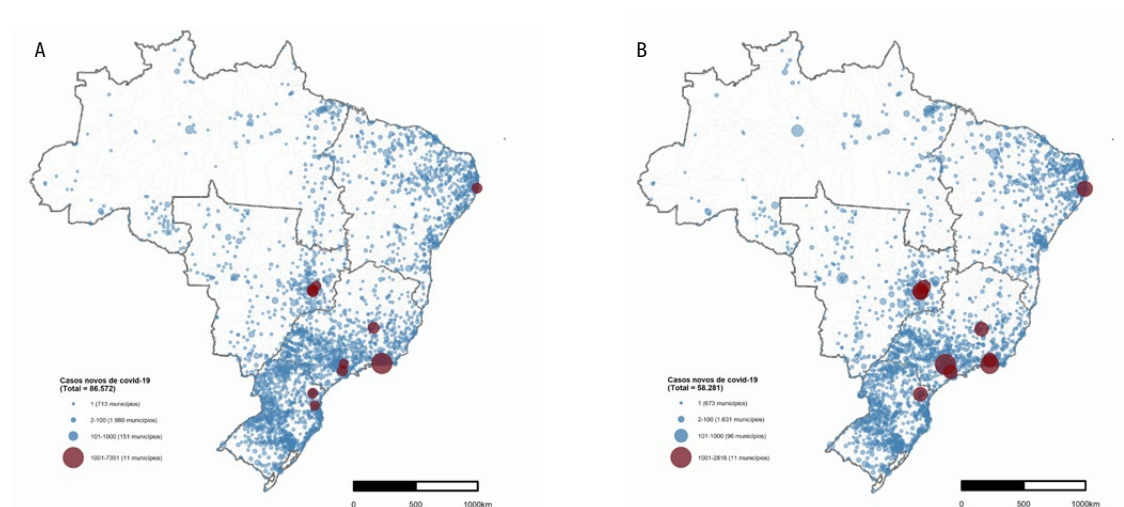 A
Casos novos de covid-19
(Total = 86.572)
1 (713 municípios)
2-100 (1.980 municípios)
101-1000 (151 municípios)
1001-7351 (11 municípios)
0 500 1000km
B
Casos novos de covid-19
(Total = 58.281)
1 (673 municípios)
2-100 (1.631 municípios)
101-1000 (96 municípios)
1001-2816 (11 municípios)
0 500 1000km